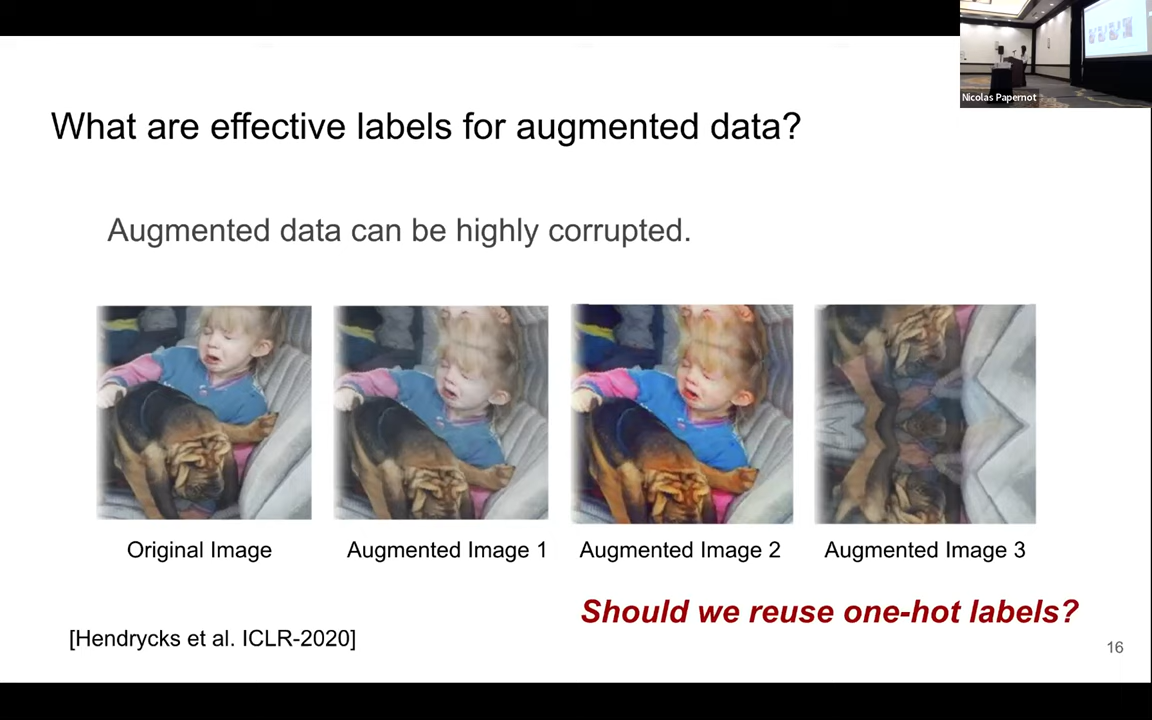 Nicolas Papernot
What are effective labels for augmented data?
Augmented data can be highly corrupted.
Original Image
Augmented Image 1
Augmented Image 2
Augmented Image 3
Should we reuse one-hot labels?
[Hendrycks et al. ICLR-2020]
16